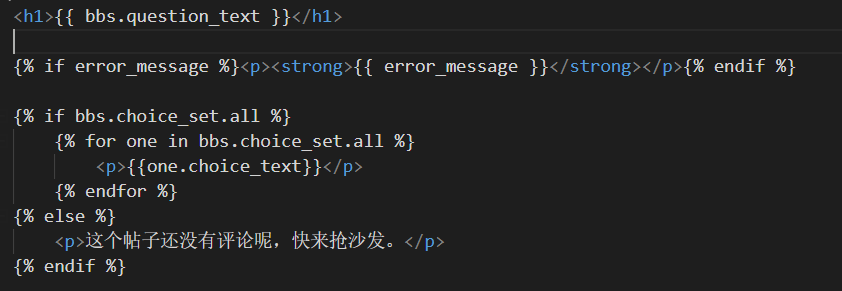 <h1>{{ bbs.question_text }}</h1>
{% if error_message %}<p><strong>{{ error_message }}</strong></p>{% endif %}
{% if bbs.choice_set.all %}
{% for one in bbs.choice_set.all %}
<p>{{one.choice_text}}</p>
{% endfor %}
{% else %}
<p>这个帖子还没有评论呢，快来抢沙发。</p>
{% endif %}